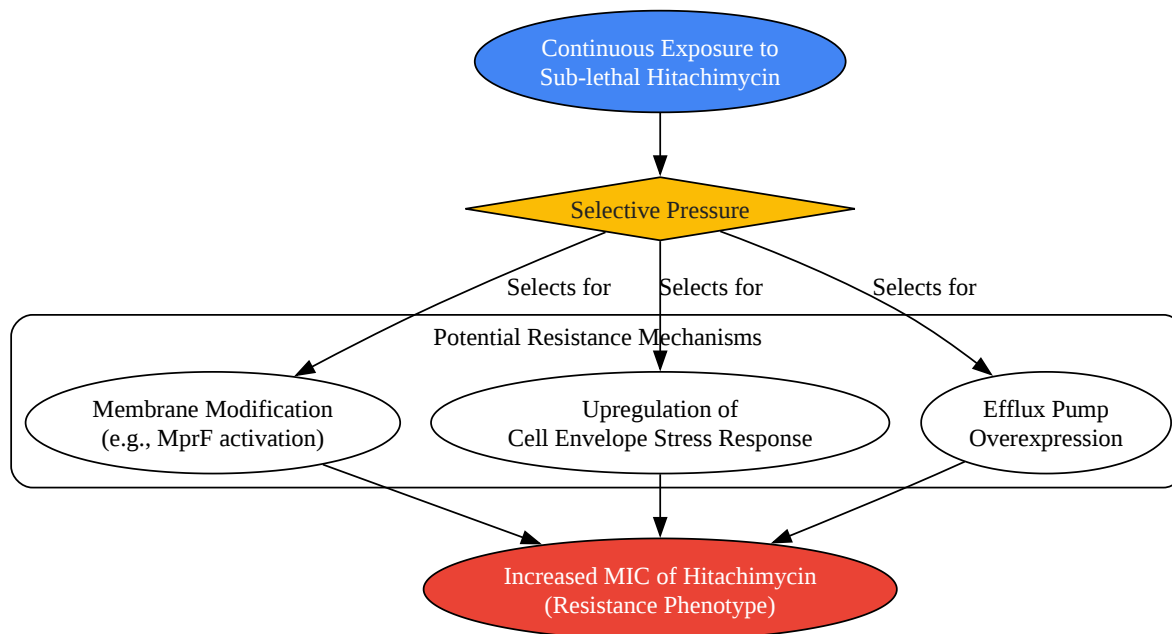 Continuous Exposure to
Sub-lethal Hitachimycin
Selective Pressure
Selects for
Selects for
Selects for
Potential Resistance Mechanisms
Membrane Modification
(e.g., MprF activation)
Upregulation of
Cell Envelope Stress Response
Efflux Pump
Overexpression
Increased MIC of Hitachimycin
(Resistance Phenotype)